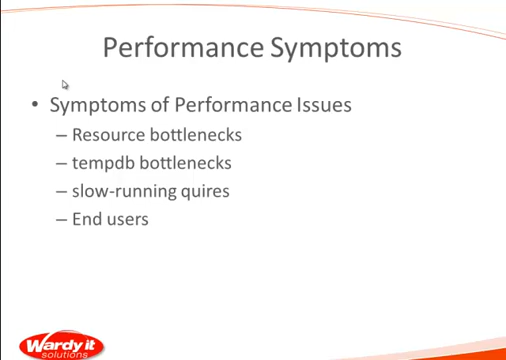 Performance Symptoms
• Symptoms of Performance Issues
– Resource bottlenecks
– tempdb bottlenecks
– slow-running quires
– End users
Wardy it
solutions